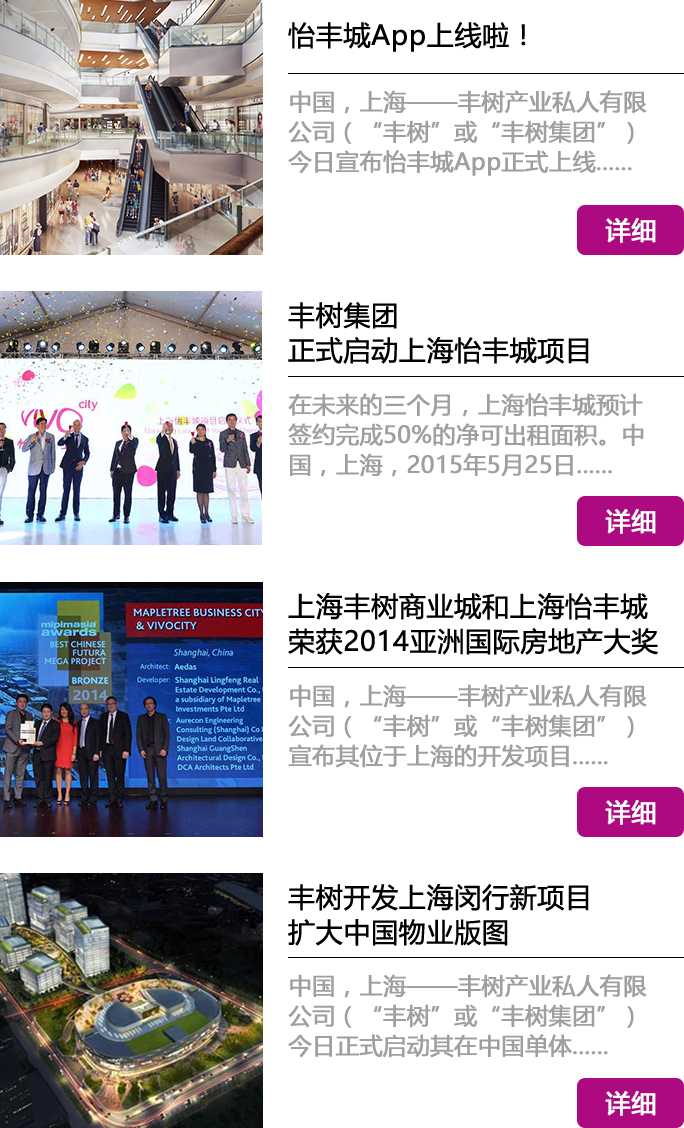 怡丰城App上线啦！
中国，上海——丰树产业私人有限
公司（“丰树”或“丰树集团”）
今日宣布怡丰城App正式上线......
详细
city
VIVO
上海怡丰城项目启
仪式
丰树集团
正式启动上海怡丰城项目
在未来的三个月，上海怡丰城预计
签约完成50%的净可出租面积。中
国，上海，2015年5月25日......
详细
mipimasia
awards
BEST CHINESE
FUTURA
MEGA PROJECT
BRONZE
2014
MAPLETREE BUSINESS CITY
& VIVOCITY
Shanghai, China
Architect: Aedas
Developer: Shanghai Lingfeng Real
Estate Development Co.,
a subsidiary of Mapletree
Investments Pte Ltd
Aurecon Engineering
Consulting (Shanghai) Co
Design Land Collaborative
Shanghai GuangShen
Architectural Design Co.,
DCA Architects Pte Ltd
上海丰树商业城和上海怡丰城
荣获2014亚洲国际房地产大奖
中国，上海——丰树产业私人有限
公司（“丰树”或“丰树集团”）
宣布其位于上海的开发项目......
详细
丰树开发上海闵行新项目
扩大中国物业版图
中国，上海——丰树产业私人有限
公司（“丰树”或“丰树集团”）
今日正式启动其在中国单体......
详细